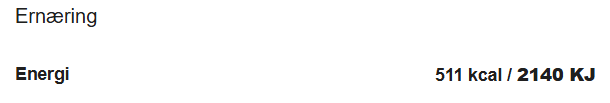 Ernæring
Energi 511 kcal / 2140 KJ